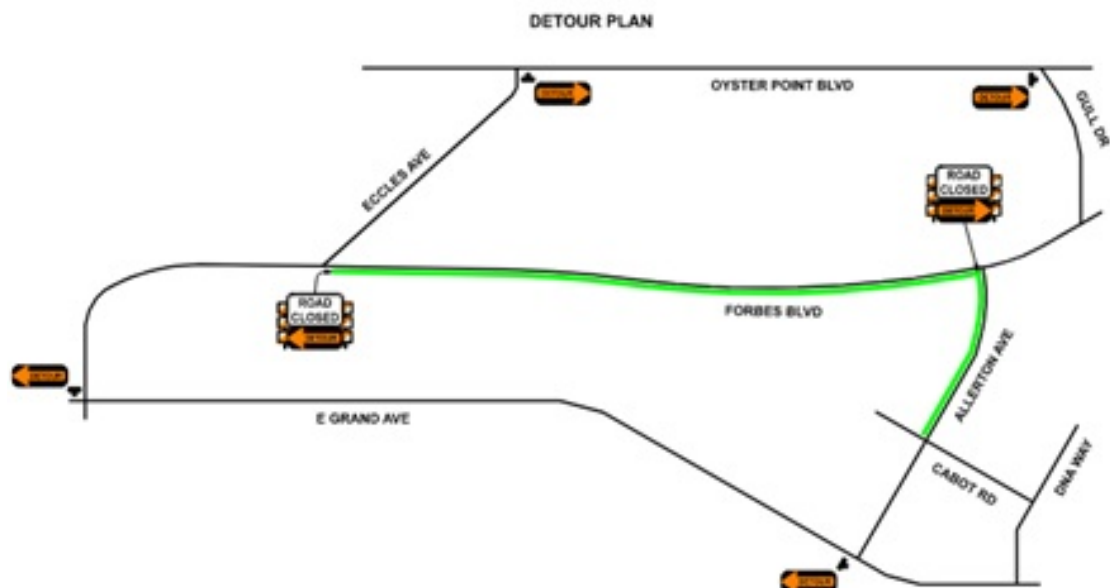 DETOUR PLAN
OYSTER POINT BLVD
DETOUR
DETOUR
GULL DR
ECCLES AVE
ROAD
CLOSED
DETOUR
ROAD
CLOSED
DETOUR
FORBES BLVD
DETOUR
E GRAND AVE
ALLERTON AVE
CABOT RD
DNA WAY
DETOUR